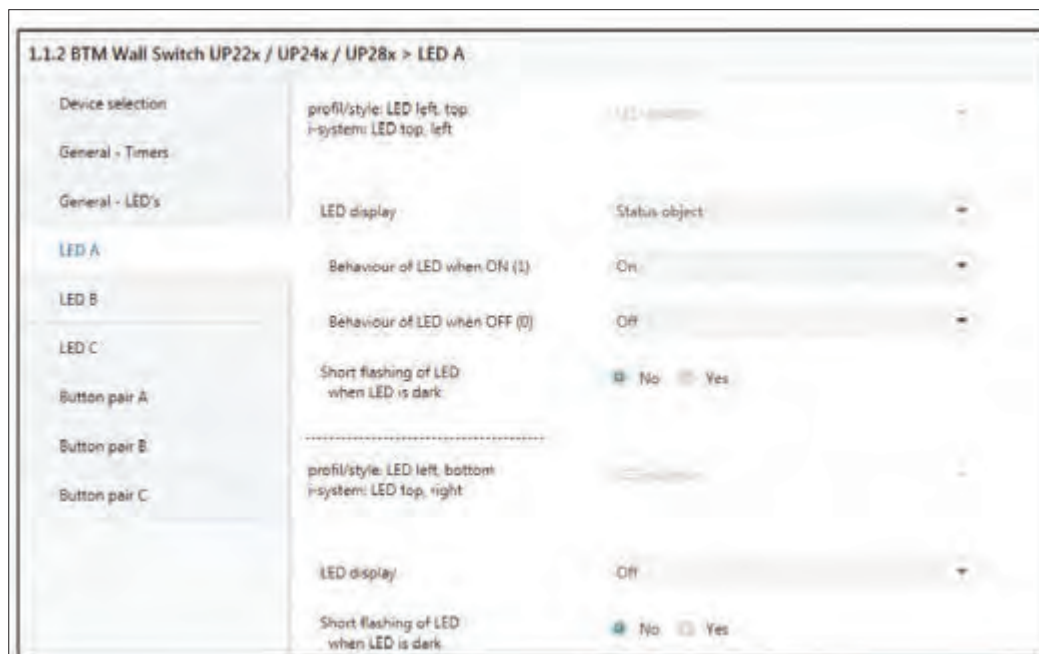 1.1.2 BTM Wall Switch UP22x / UP24x / UP28x > LED A
Device selection
General - Timers
General - LED's
LED A
LED B
LED C
Button pair A
Button pair B
Button pair C
profil/style: LED left, top
i-system: LED top, left
LED display Status object
Behaviour of LED when ON (1) On
Behaviour of LED when OFF (0) Off
Short flashing of LED
when LED is dark No Yes
profil/style: LED left, bottom
i-system: LED top, right
LED display Off
Short flashing of LED
when LED is dark No Yes